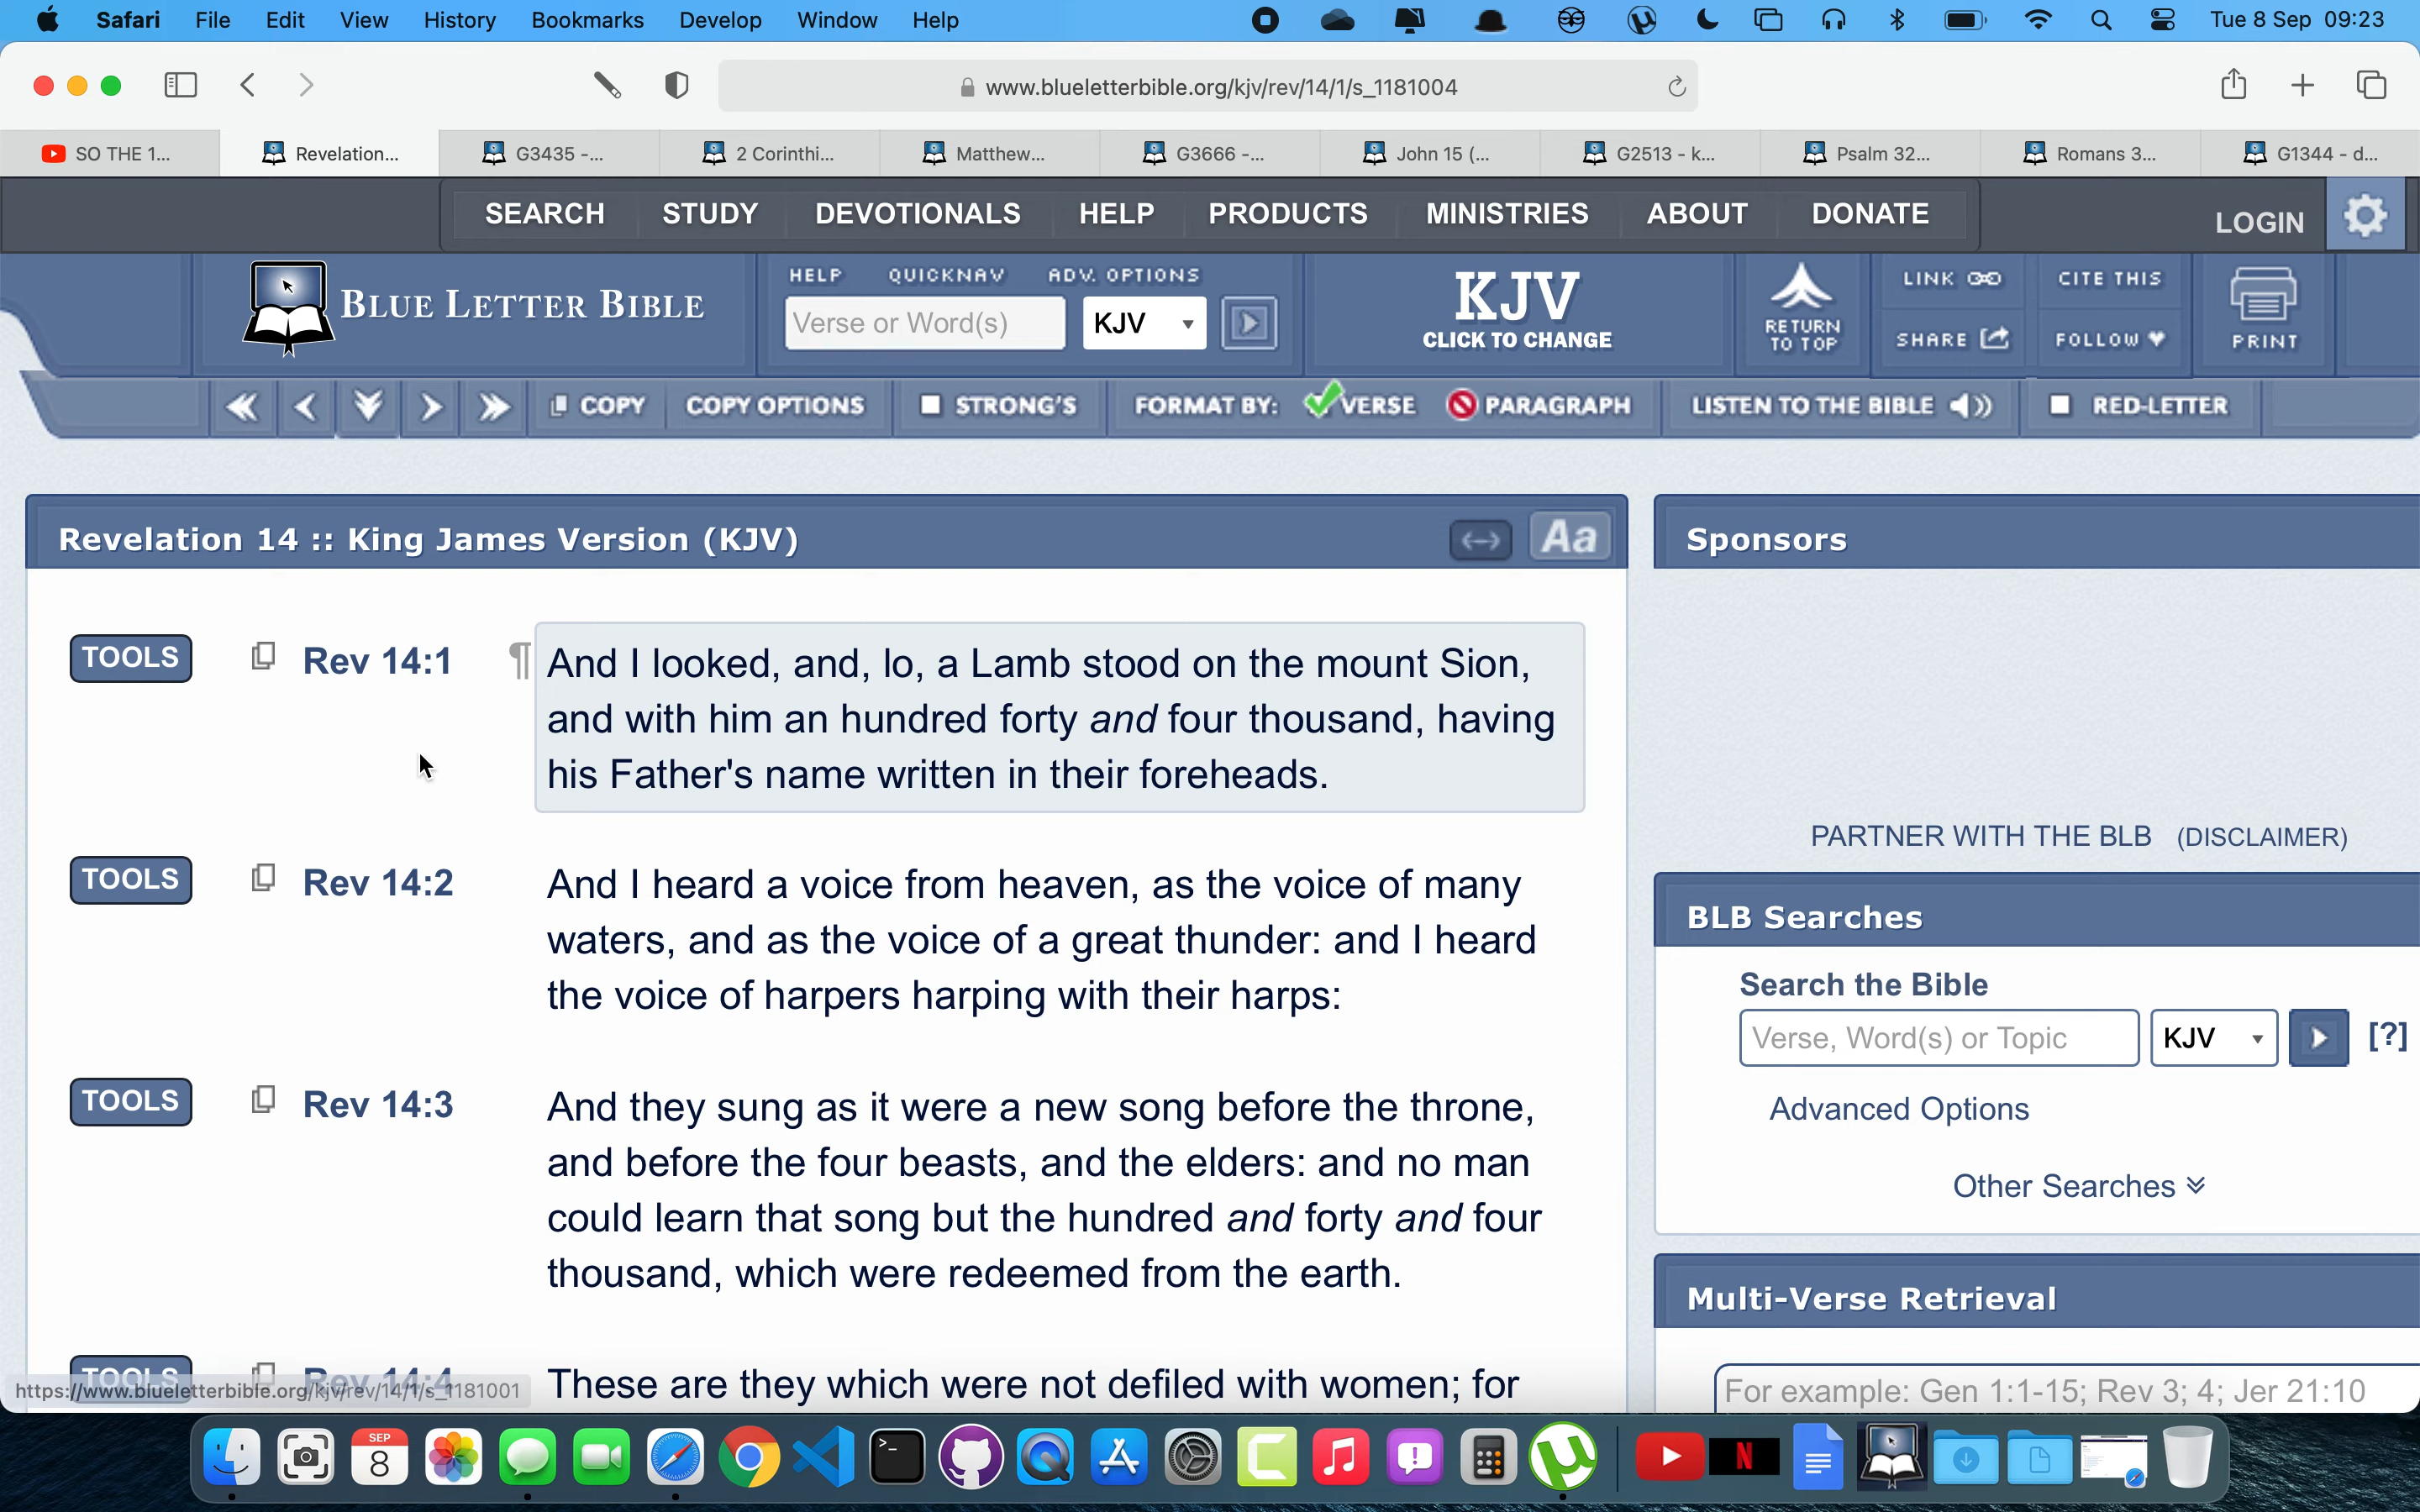 Safari File Edit View History Bookmarks Develop Window Help Tue 8 Sep 09:23
www.blueletterbible.org/kjv/rev/14/1/s_1181004
SO THE 1... Revelation... G3435 -... 2 Corinthi... Matthew... G3666 -... John 15 (... G2513 - k... Psalm 32... Romans 3... G1344 - d...
SEARCH STUDY DEVOTIONALS HELP PRODUCTS MINISTRIES ABOUT DONATE LOGIN
BLUE LETTER BIBLE
HELP QUICKNAV ADV. OPTIONS
Verse or Word(s) KJV
KJV
CLICK TO CHANGE
RETURN
TO TOP
LINK CITE THIS
SHARE FOLLOW
PRINT
COPY COPY OPTIONS STRONG'S FORMAT BY: VERSE PARAGRAPH LISTEN TO THE BIBLE RED-LETTER
Revelation 14 :: King James Version (KJV) Aa
TOOLS Rev 14:1 ¶ And I looked, and, lo, a Lamb stood on the mount Sion,
and with him an hundred forty and four thousand, having
his Father's name written in their foreheads.
TOOLS Rev 14:2 And I heard a voice from heaven, as the voice of many
waters, and as the voice of a great thunder: and I heard
the voice of harpers harping with their harps:
TOOLS Rev 14:3 And they sung as it were a new song before the throne,
and before the four beasts, and the elders: and no man
could learn that song but the hundred and forty and four
thousand, which were redeemed from the earth.
TOOLS Rev 14:4 These are they which were not defiled with women; for
https://www.blueletterbible.org/kjv/rev/14/1/s_1181001
Sponsors
PARTNER WITH THE BLB (DISCLAIMER)
BLB Searches
Search the Bible
Verse, Word(s) or Topic KJV [?]
Advanced Options
Other Searches
Multi-Verse Retrieval
For example: Gen 1:1-15; Rev 3; 4; Jer 21:10
SEP
8